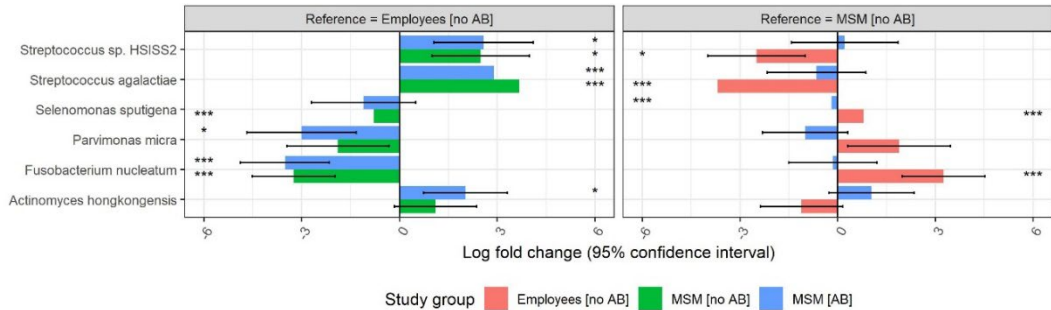 Reference = Employees [no AB]
Reference = MSM [no AB]
Streptococcus sp. HSISS2
*
*
*
Streptococcus agalactiae
***
***
***
***
Selenomonas sputigena
***
***
Parvimonas micra
*
Fusobacterium nucleatum
***
***
***
Actinomyces hongkongensis
*
-6
-3
0
3
6
-6
-3
0
3
6
Log fold change (95% confidence interval)
Study group
Employees [no AB]
MSM [no AB]
MSM [AB]